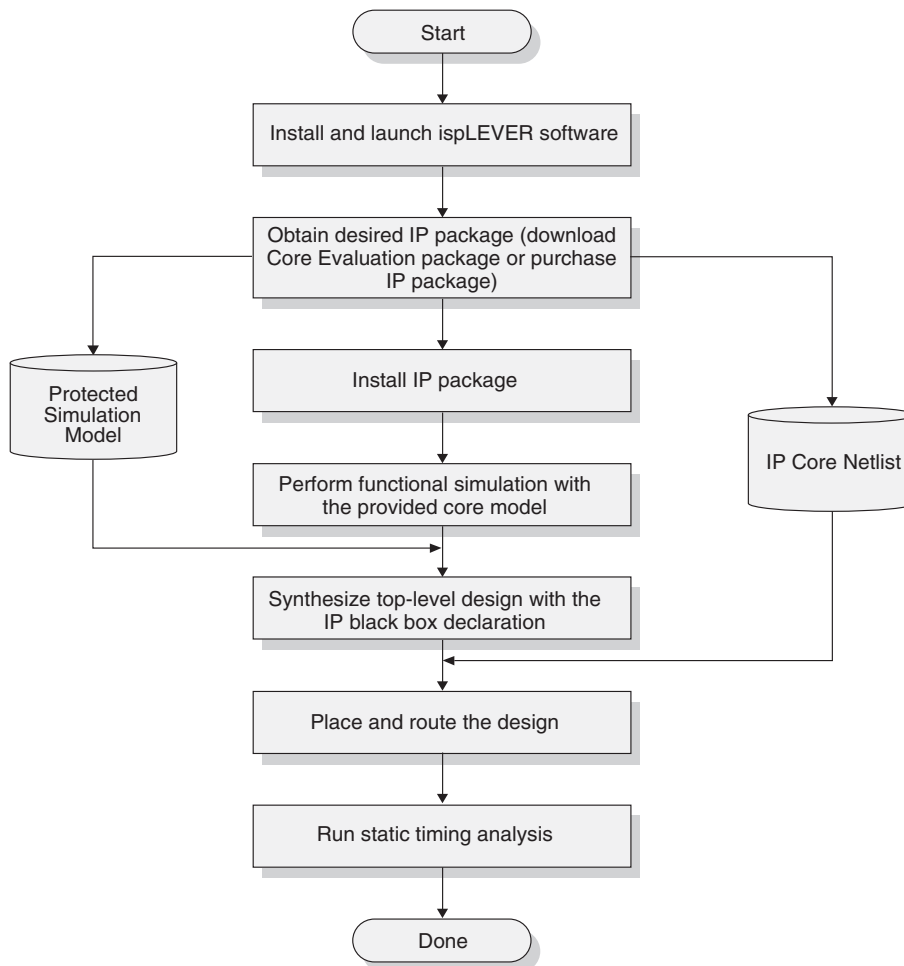 Start
Install and launch ispLEVER software
Obtain desired IP package (download
Core Evaluation package or purchase
IP package)
Install IP package
Protected
Simulation
Model
IP Core Netlist
Perform functional simulation with
the provided core model
Synthesize top-level design with the
IP black box declaration
Place and route the design
Run static timing analysis
Done